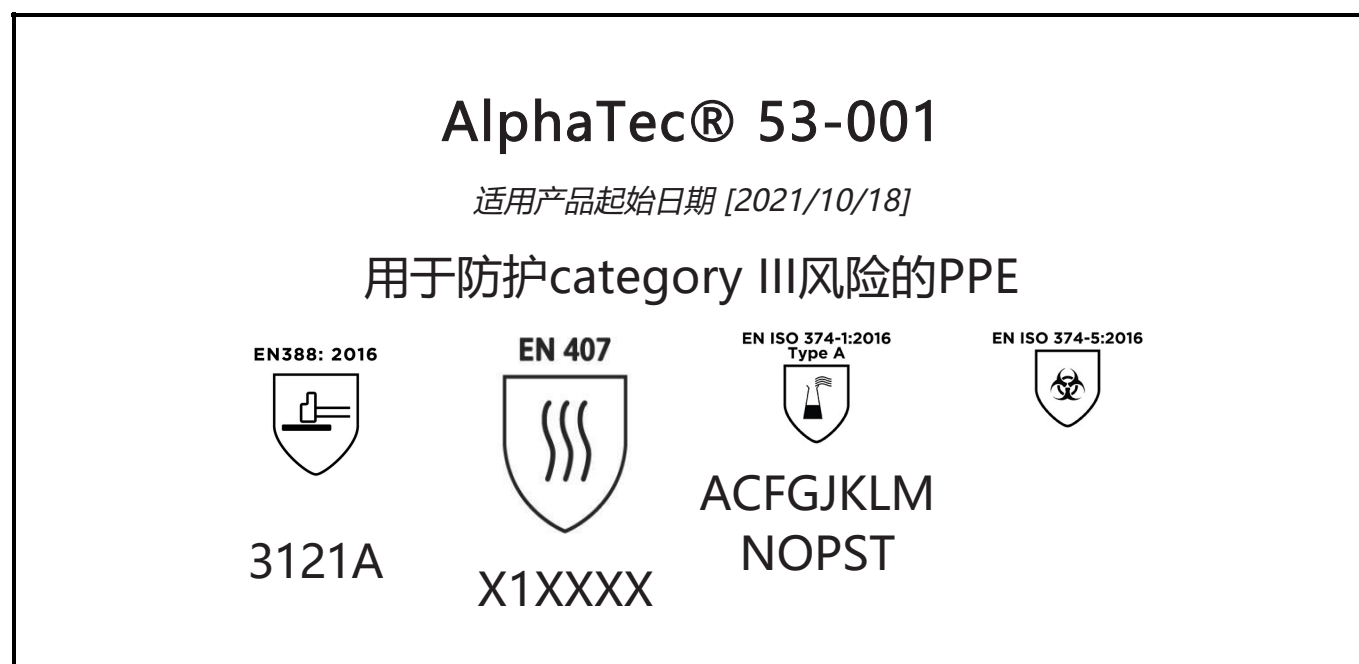 AlphaTec® 53-001
适用产品起始日期 [2021/10/18]
用于防护category III风险的PPE
EN388: 2016
3121A
EN 407
X1XXXX
EN ISO 374-1:2016
Type A
ACFGJKLM
NOPST
EN ISO 374-5:2016